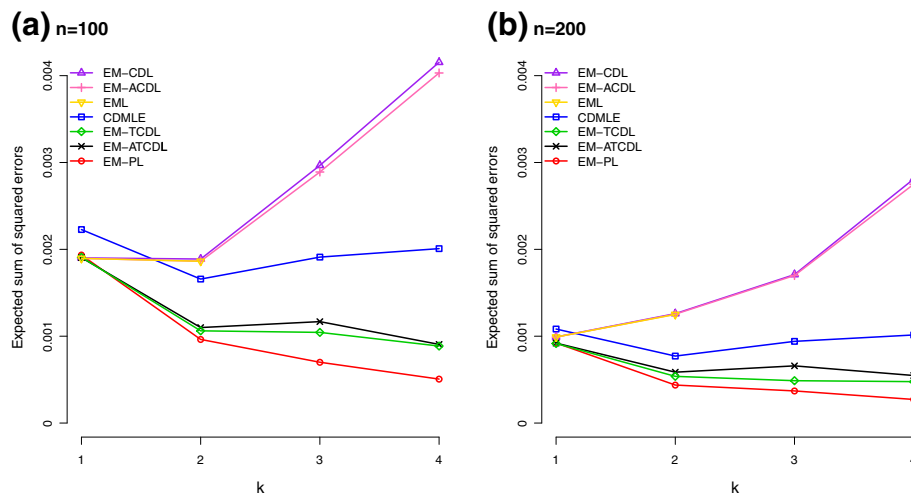 (a) n=100
EM−CDL
EM−ACDL
EML
CDMLE
EM−TCDL
EM−ATCDL
EM−PL
Expected sum of squared errors
0.004
0.003
0.002
0.001
0
1 2 3 4
k
(b) n=200
EM−CDL
EM−ACDL
EML
CDMLE
EM−TCDL
EM−ATCDL
EM−PL
Expected sum of squared errors
0.004
0.003
0.002
0.001
0
1 2 3 4
k